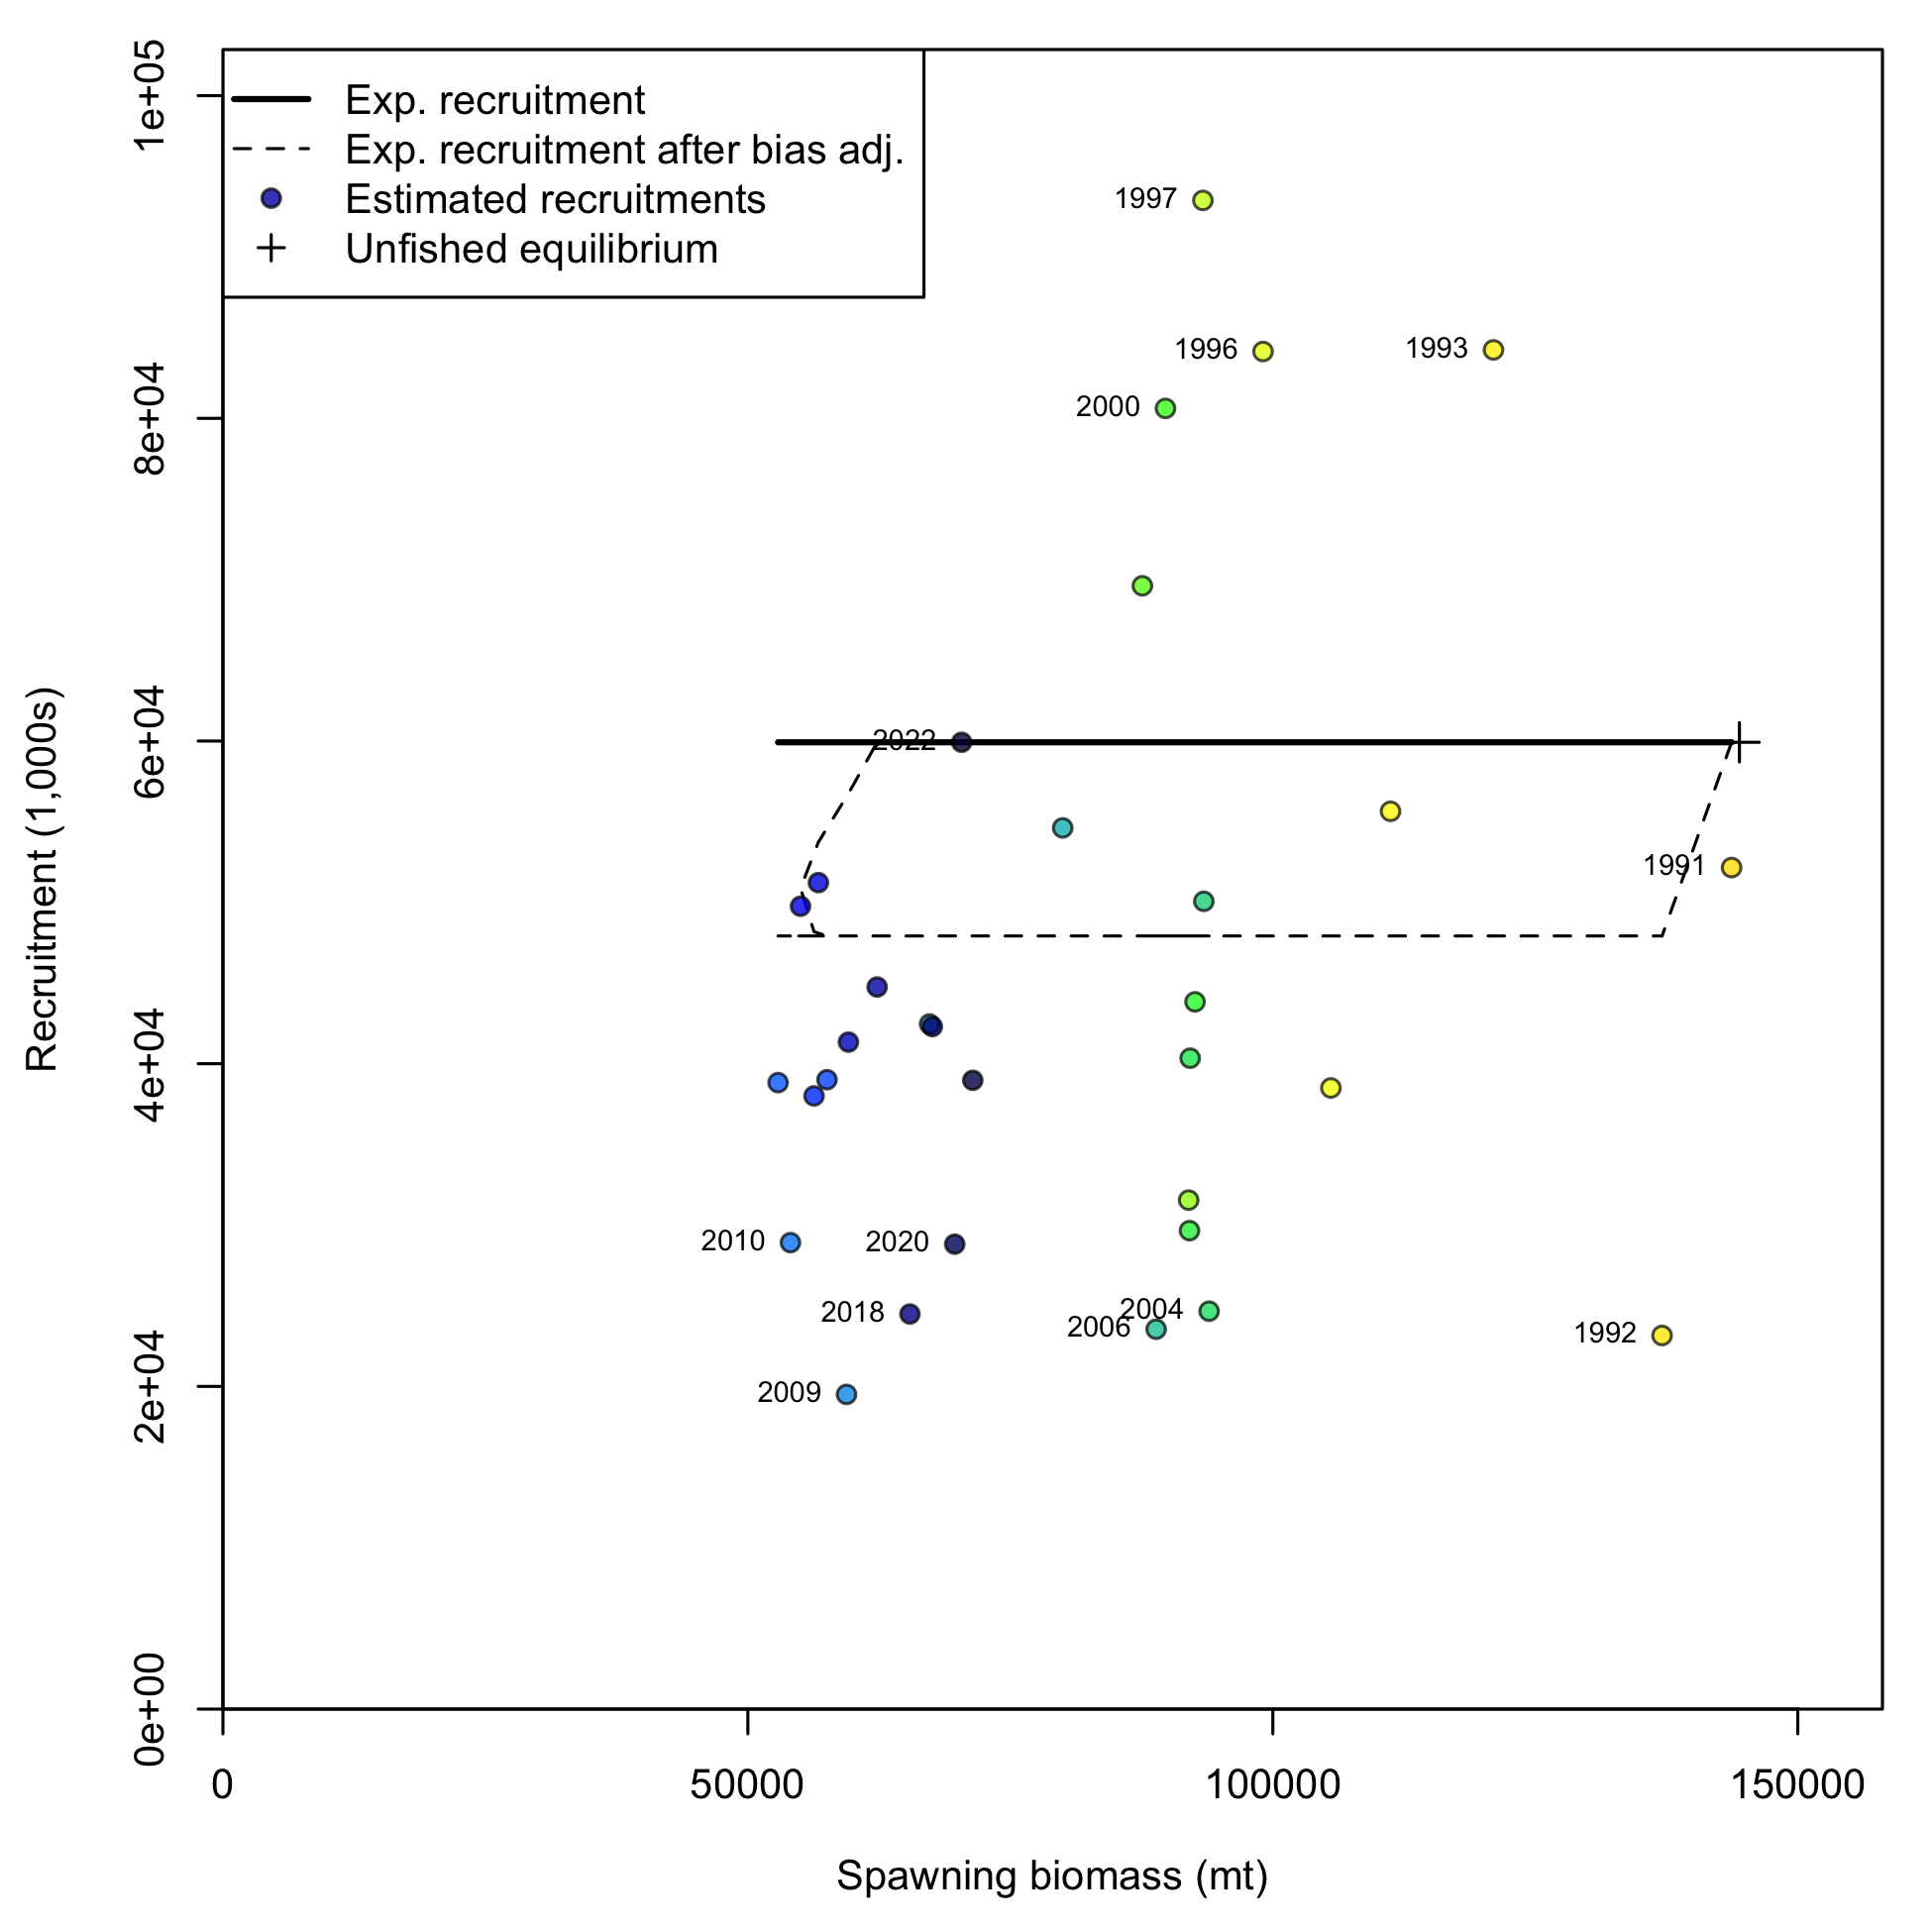 Exp. recruitment
Exp. recruitment after bias adj.
Estimated recruitments
Unfished equilibrium
1e+05
8e+04
6e+04
4e+04
2e+04
0e+00
Recruitment (1,000s)
1997
1996
1993
2000
2022
1991
2010
2020
2018
2004
2006
1992
2009
0
50000
100000
150000
Spawning biomass (mt)